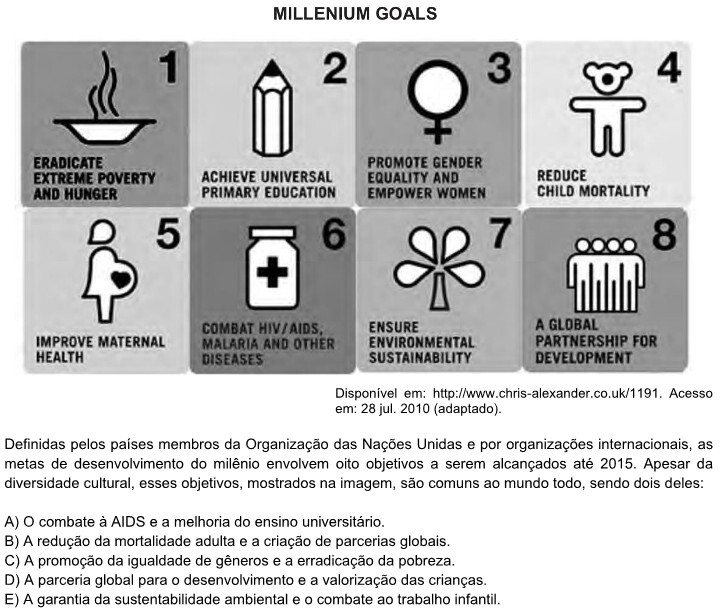 MILLENIUM GOALS
1
ERADICATE
EXTREME POVERTY
AND HUNGER
2
ACHIEVE UNIVERSAL
PRIMARY EDUCATION
3
PROMOTE GENDER
EQUALITY AND
EMPOWER WOMEN
4
REDUCE
CHILD MORTALITY
5
IMPROVE MATERNAL
HEALTH
6
COMBAT HIV/AIDS,
MALARIA AND OTHER
DISEASES
7
ENSURE
ENVIRONMENTAL
SUSTAINABILITY
8
A GLOBAL
PARTNERSHIP FOR
DEVELOPMENT
Disponível em: http://www.chris-alexander.co.uk/1191. Acesso
em: 28 jul. 2010 (adaptado).
Definidas pelos países membros da Organização das Nações Unidas e por organizações internacionais, as
metas de desenvolvimento do milênio envolvem oito objetivos a serem alcançados até 2015. Apesar da
diversidade cultural, esses objetivos, mostrados na imagem, são comuns ao mundo todo, sendo dois deles:
A) O combate à AIDS e a melhoria do ensino universitário.
B) A redução da mortalidade adulta e a criação de parcerias globais.
C) A promoção da igualdade de gêneros e a erradicação da pobreza.
D) A parceria global para o desenvolvimento e a valorização das crianças.
E) A garantia da sustentabilidade ambiental e o combate ao trabalho infantil.